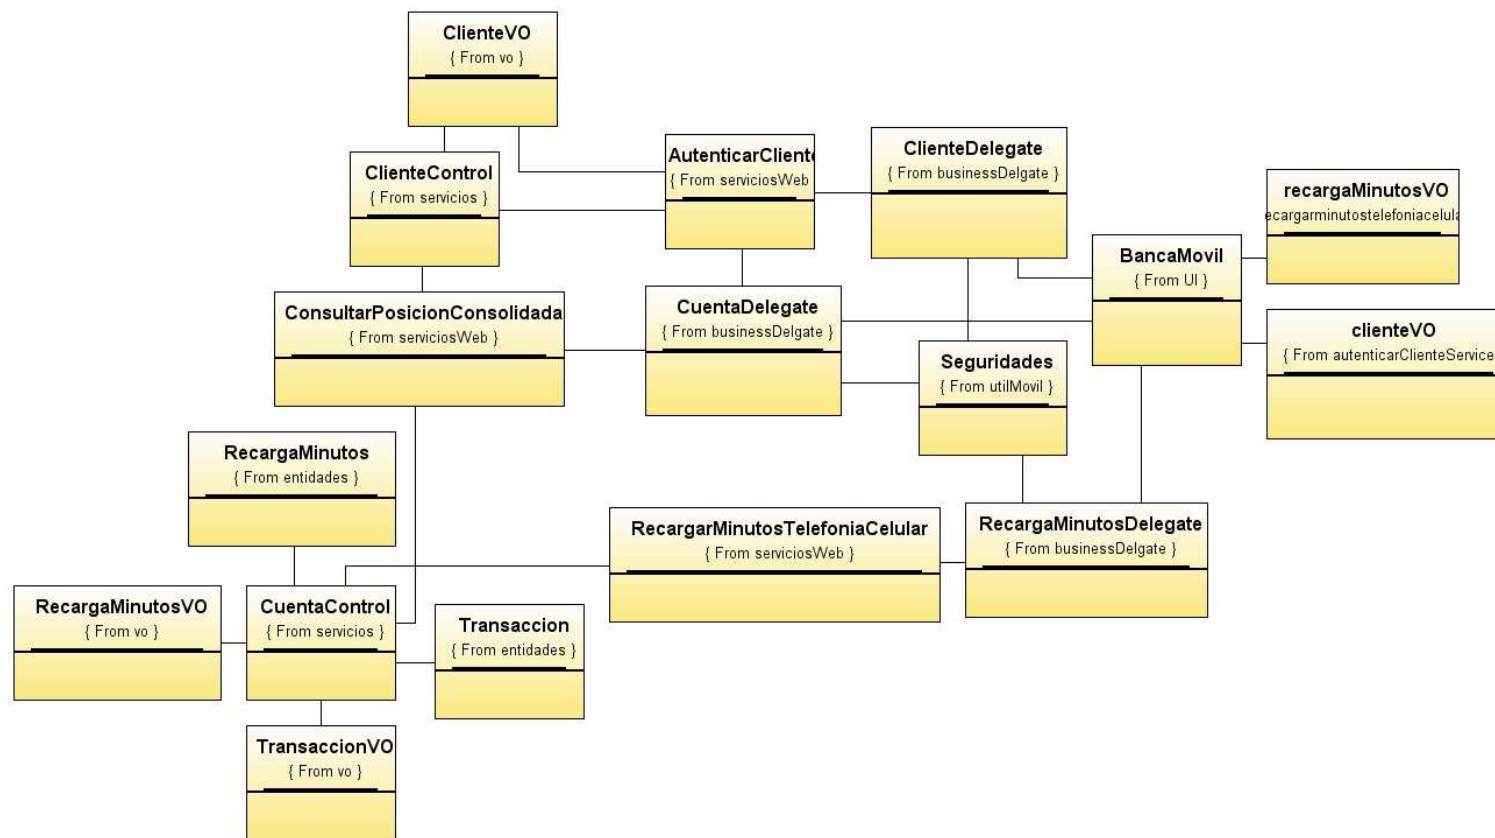 ClienteVO
{ From vo }
AutenticarCliente
{ From serviciosWeb
ClienteDelegate
{ From businessDelgate }
ClienteControl
{ From servicios }
recargaMinutosVO
ecargarminutostelefoniacelula
BancaMovil
{ From UI }
ConsultarPosicionConsolidada
{ From serviciosWeb }
CuentaDelegate
{ From businessDelgate }
clienteVO
{ From autenticarClienteService
Seguridades
{ From utilMovil }
RecargaMinutos
{ From entidades }
RecargarMinutosTelefoniaCelular
{ From serviciosWeb }
RecargaMinutosDelegate
{ From businessDelgate }
RecargaMinutosVO
{ From vo }
CuentaControl
{ From servicios }
Transaccion
{ From entidades }
TransaccionVO
{ From vo }